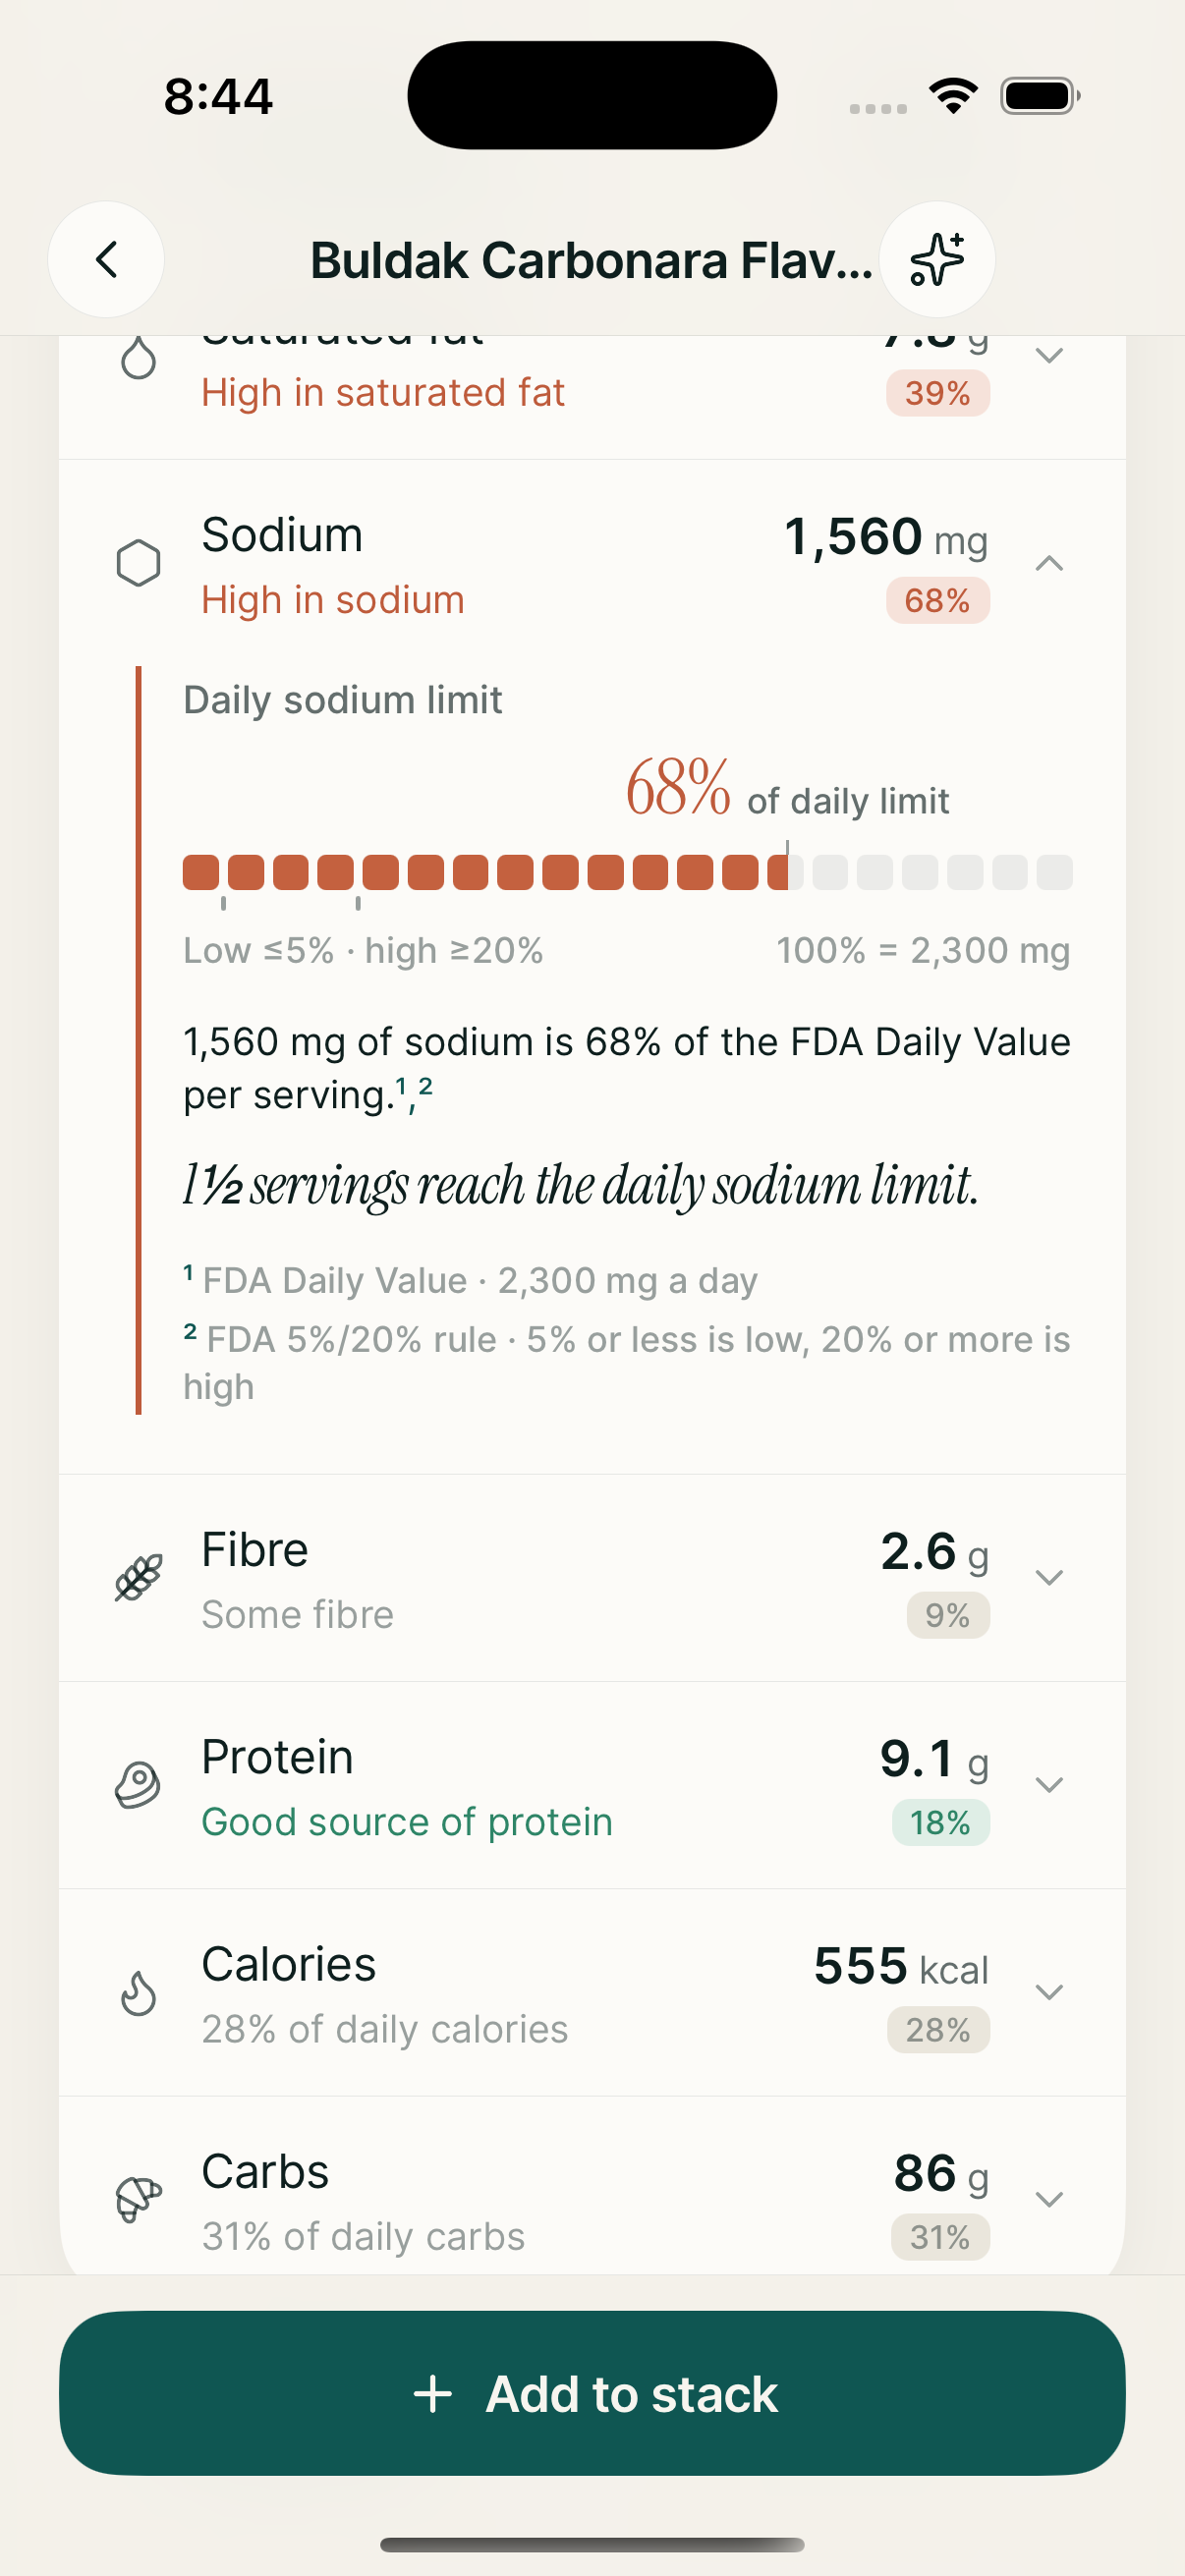 8:44
Buldak Carbonara Flav...
Saturated fat
7.8 g
High in saturated fat
39%
Sodium
1,560 mg
High in sodium
68%
Daily sodium limit
68% of daily limit
Low ≤5% · high ≥20%
100% = 2,300 mg
1,560 mg of sodium is 68% of the FDA Daily Value
per serving.¹,²
1½ servings reach the daily sodium limit.
¹ FDA Daily Value · 2,300 mg a day
² FDA 5%/20% rule · 5% or less is low, 20% or more is
high
Fibre
2.6 g
Some fibre
9%
Protein
9.1 g
Good source of protein
18%
Calories
555 kcal
28% of daily calories
28%
Carbs
86 g
31% of daily carbs
31%
+ Add to stack